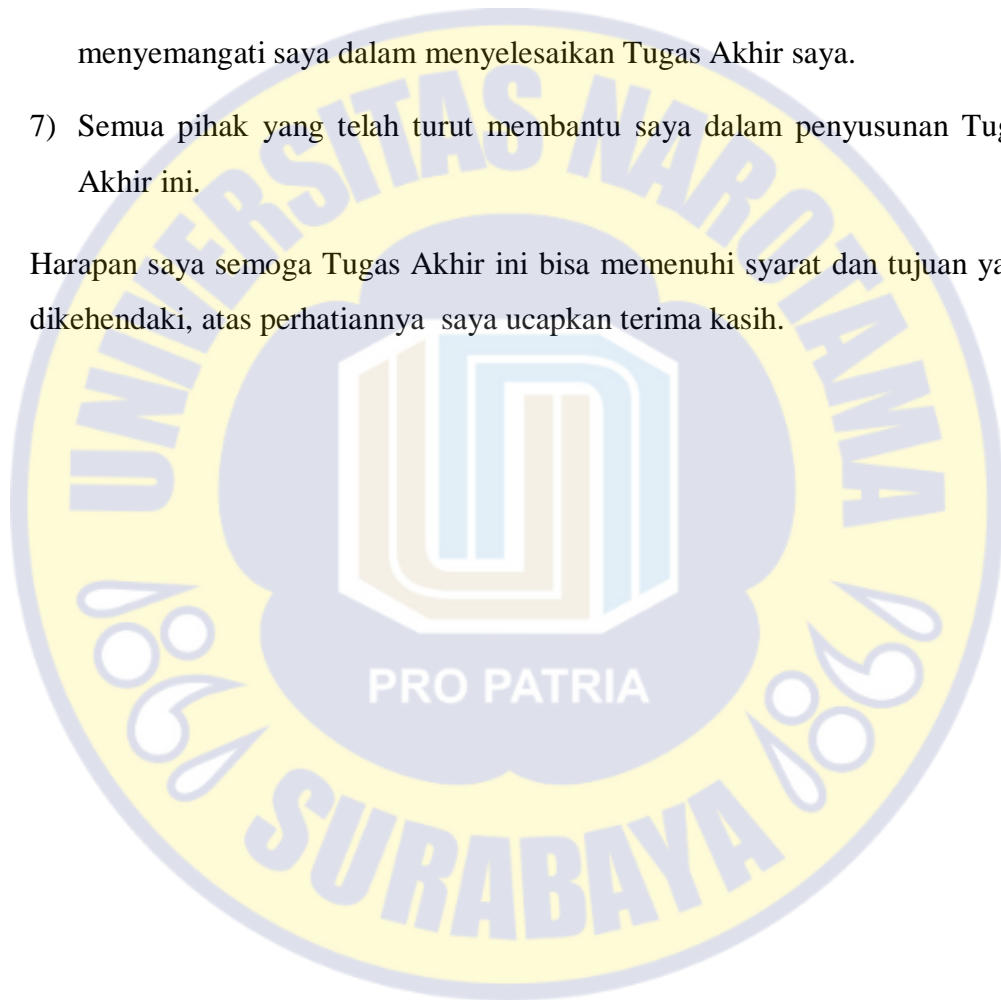 menyemangati saya dalam menyelesaikan Tugas Akhir saya.
7) Semua pihak yang telah turut membantu saya dalam penyusunan Tug
Akhir ini.
Harapan saya semoga Tugas Akhir ini bisa memenuhi syarat dan tujuan ya
dikehendaki, atas perhatiannya saya ucapkan terima kasih.
UNIVERSITAS NAROTAMA
PRO PATRIA
SURABAYA